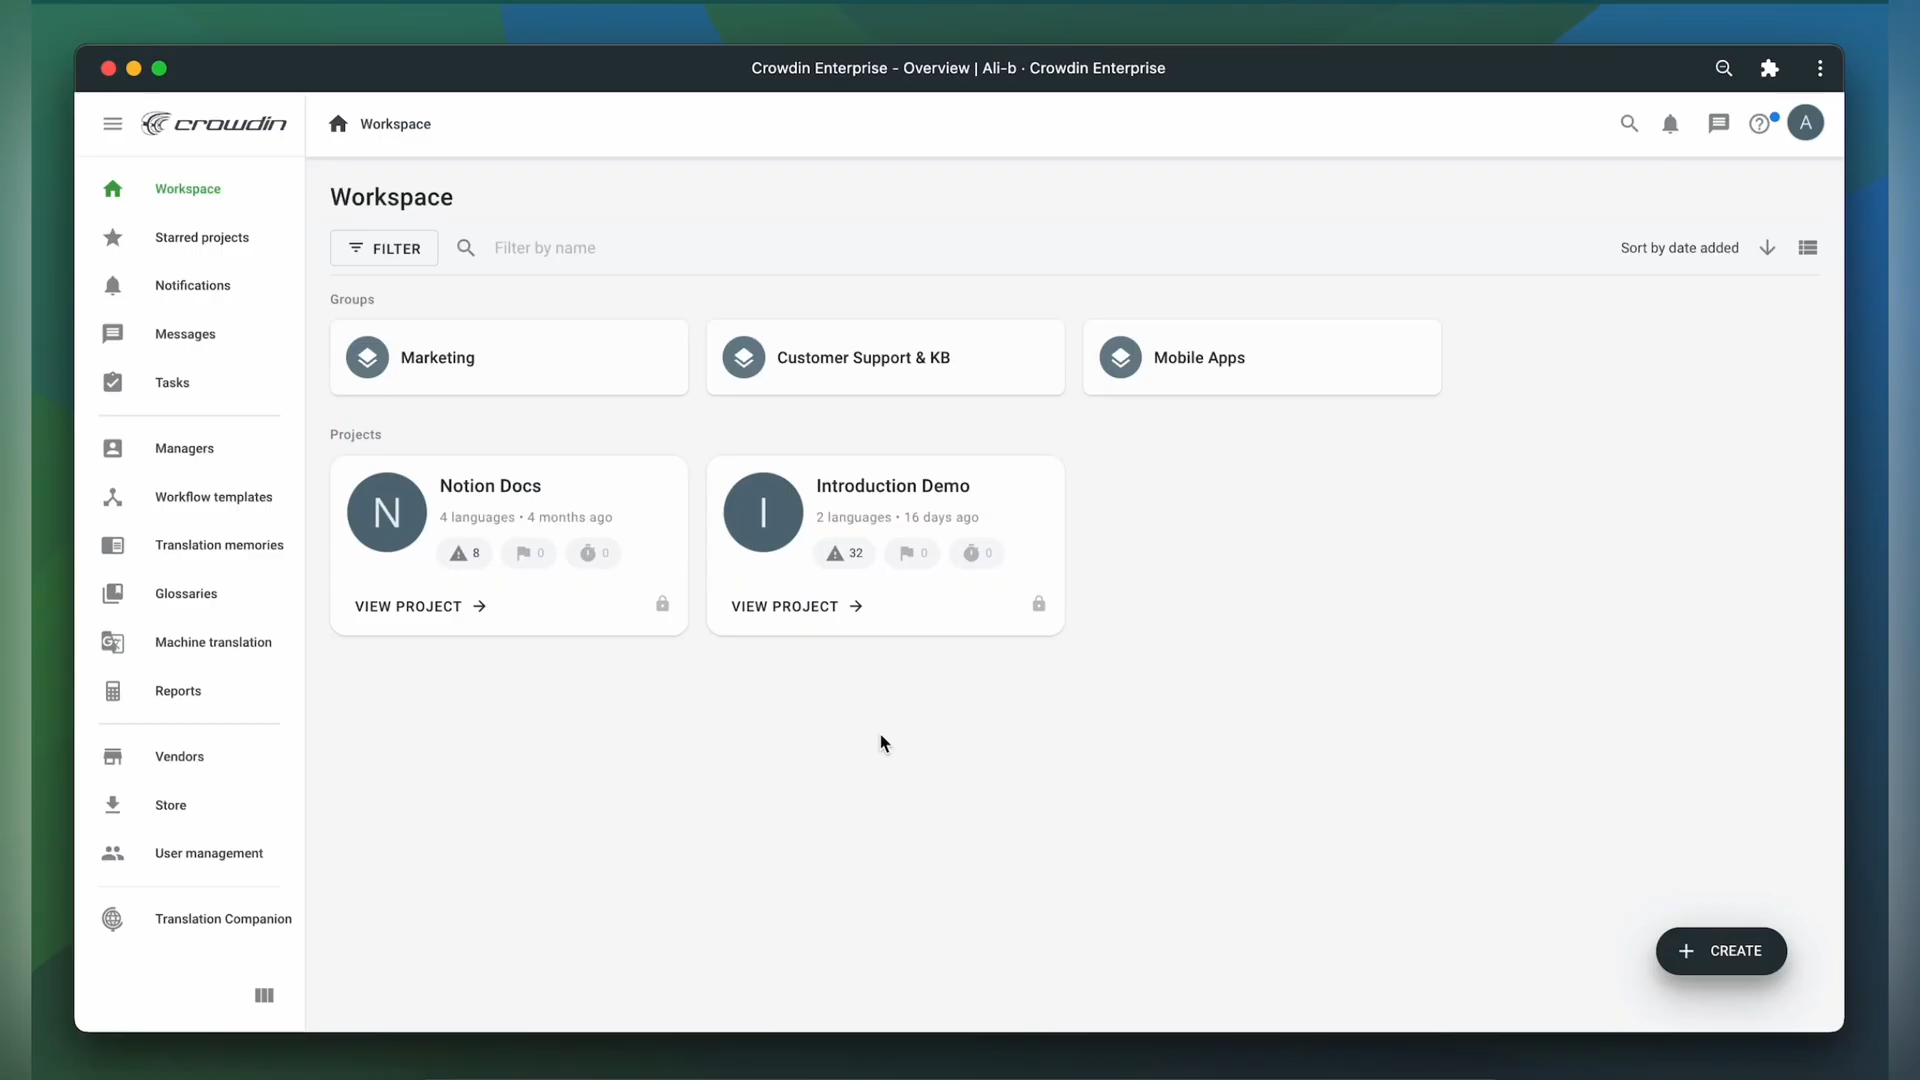 Crowdin Enterprise - Overview | Ali-b · Crowdin Enterprise
crowdin
Workspace
A
Workspace
Starred projects
Notifications
Messages
Tasks
Managers
Workflow templates
Translation memories
Glossaries
Machine translation
Reports
Vendors
Store
User management
Translation Companion
Workspace
FILTER
Filter by name
Sort by date added
Groups
Marketing
Customer Support & KB
Mobile Apps
Projects
N
Notion Docs
4 languages • 4 months ago
8
0
0
VIEW PROJECT
I
Introduction Demo
2 languages • 16 days ago
32
0
0
VIEW PROJECT
CREATE